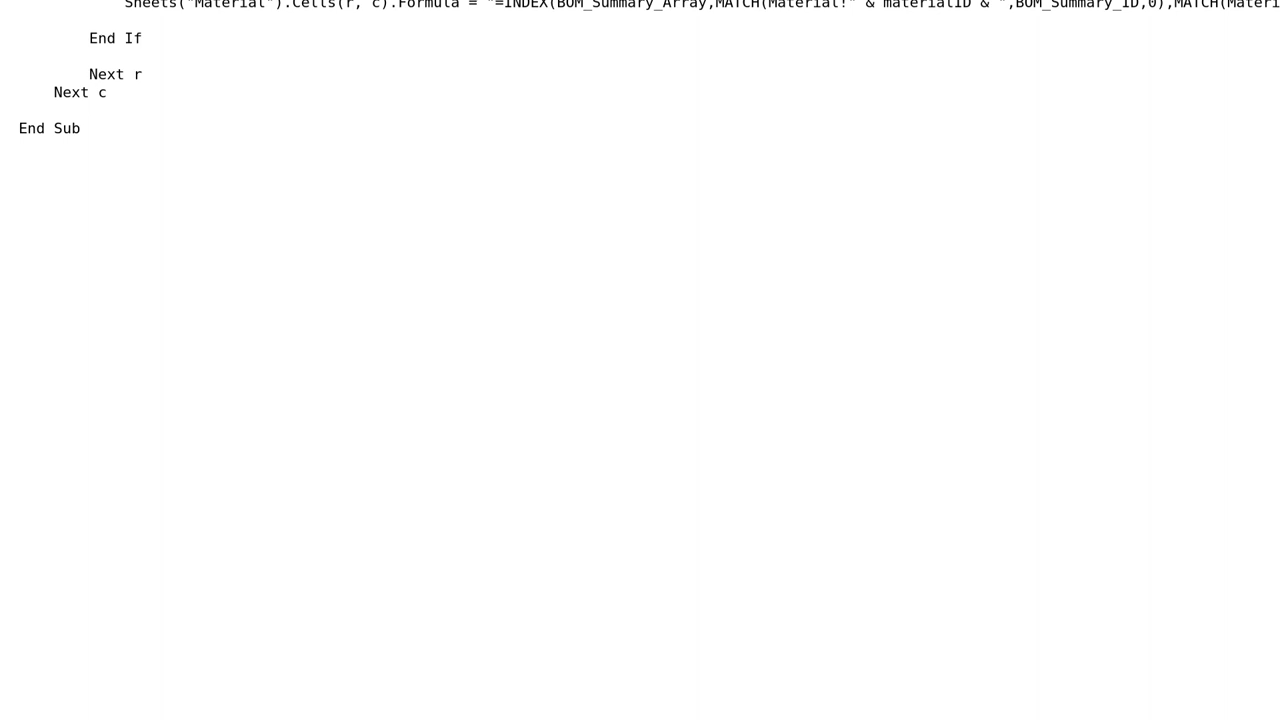 Sheets("Material").Cells(r, c).Formula = "=INDEX(BOM_Summary_Array,MATCH(Material!" & materialID & ",BOM_Summary_ID,0),MATCH(Materi
End If
Next r
Next c
End Sub